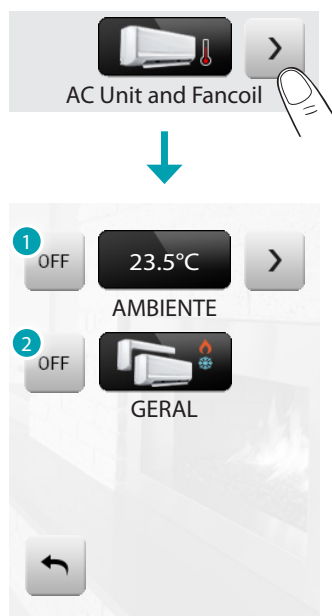 AC Unit and Fancoil
1
OFF
23.5°C
AMBIENTE
2
OFF
GERAL